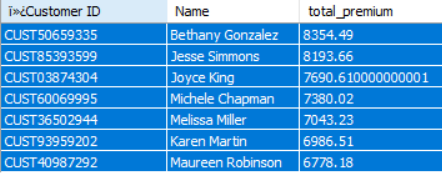 ï»¿Customer ID Name total_premium
CUST50659335 Bethany Gonzalez 8354.49
CUST85393599 Jesse Simmons 8193.66
CUST03874304 Joyce King 7690.610000000001
CUST60069995 Michele Chapman 7380.02
CUST36502944 Melissa Miller 7043.23
CUST93959202 Karen Martin 6986.51
CUST40987292 Maureen Robinson 6778.18